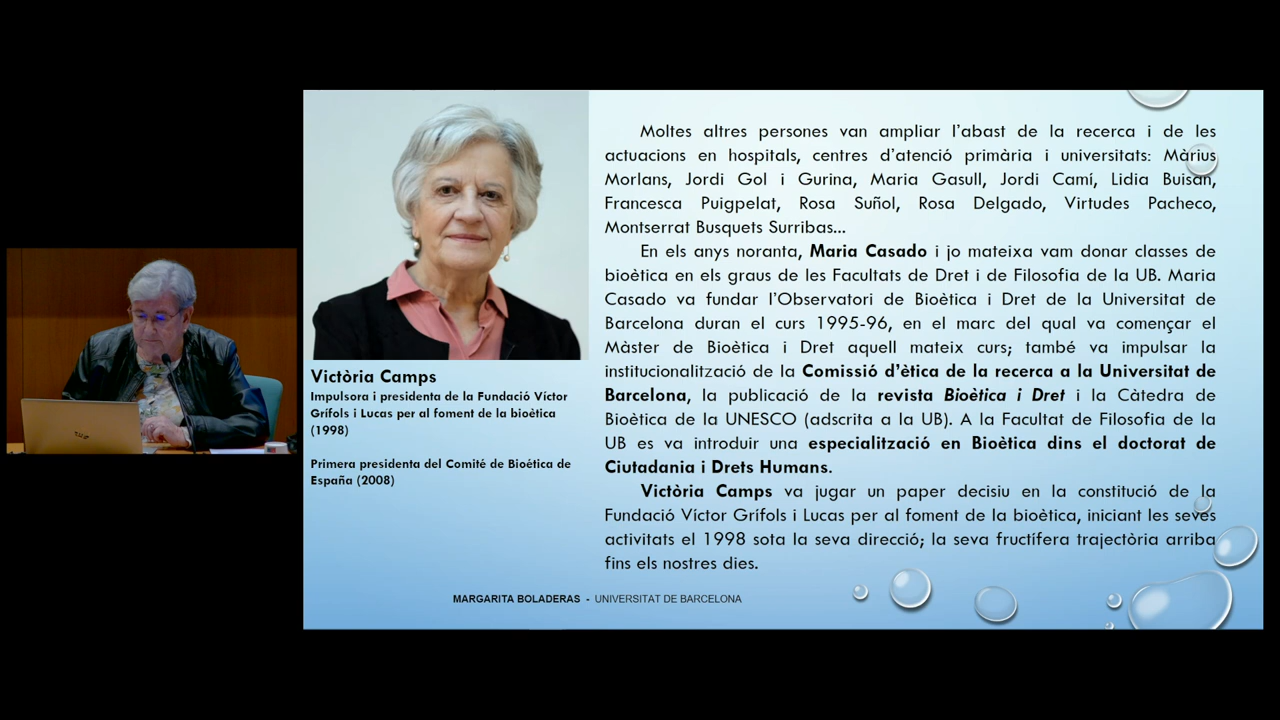 Victòria Camps
Impulsora i presidenta de la Fundació Víctor
Grífols i Lucas per al foment de la bioètica
(1998)
Primera presidenta del Comité de Bioética de
España (2008)
Moltes altres persones van ampliar l'abast de la recerca i de les
actuacions en hospitals, centres d'atenció primària i universitats: Màrius
Morlans, Jordi Gol i Gurina, Maria Gasull, Jordi Camí, Lidia Buisan,
Francesca Puigpelat, Rosa Suñol, Rosa Delgado, Virtudes Pacheco,
Montserrat Busquets Surribas...
En els anys noranta, Maria Casado i jo mateixa vam donar classes de
bioètica en els graus de les Facultats de Dret i de Filosofia de la UB. Maria
Casado va fundar l'Observatori de Bioètica i Dret de la Universitat de
Barcelona duran el curs 1995-96, en el marc del qual va començar el
Màster de Bioètica i Dret aquell mateix curs; també va impulsar la
institucionalització de la Comissió d'ètica de la recerca a la Universitat de
Barcelona, la publicació de la revista Bioètica i Dret i la Càtedra de
Bioètica de la UNESCO (adscrita a la UB). A la Facultat de Filosofia de la
UB es va introduir una especialització en Bioètica dins el doctorat de
Ciutadania i Drets Humans.
Victòria Camps va jugar un paper decisiu en la constitució de la
Fundació Víctor Grífols i Lucas per al foment de la bioètica, iniciant les seves
activitats el 1998 sota la seva direcció; la seva fructífera trajectòria arriba
fins els nostres dies.
MARGARITA BOLADERAS - UNIVERSITAT DE BARCELONA